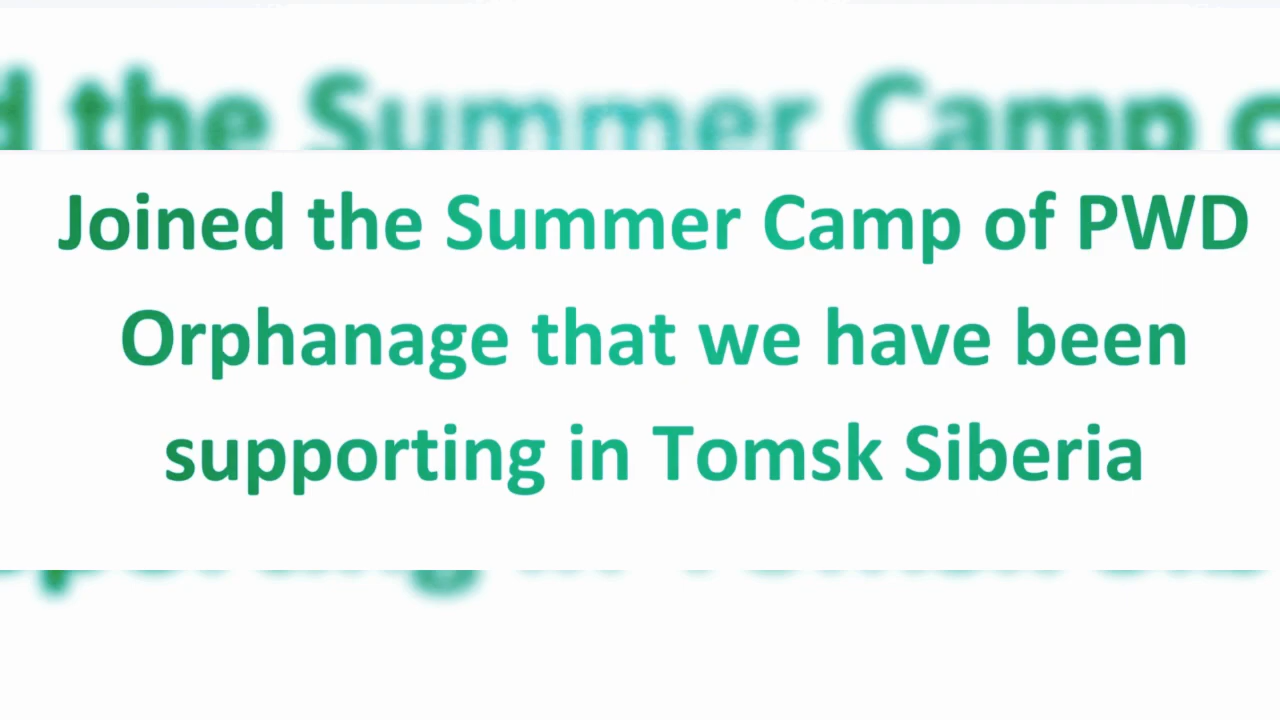 Joined the Summer Camp of PWD
Orphanage that we have been
supporting in Tomsk Siberia